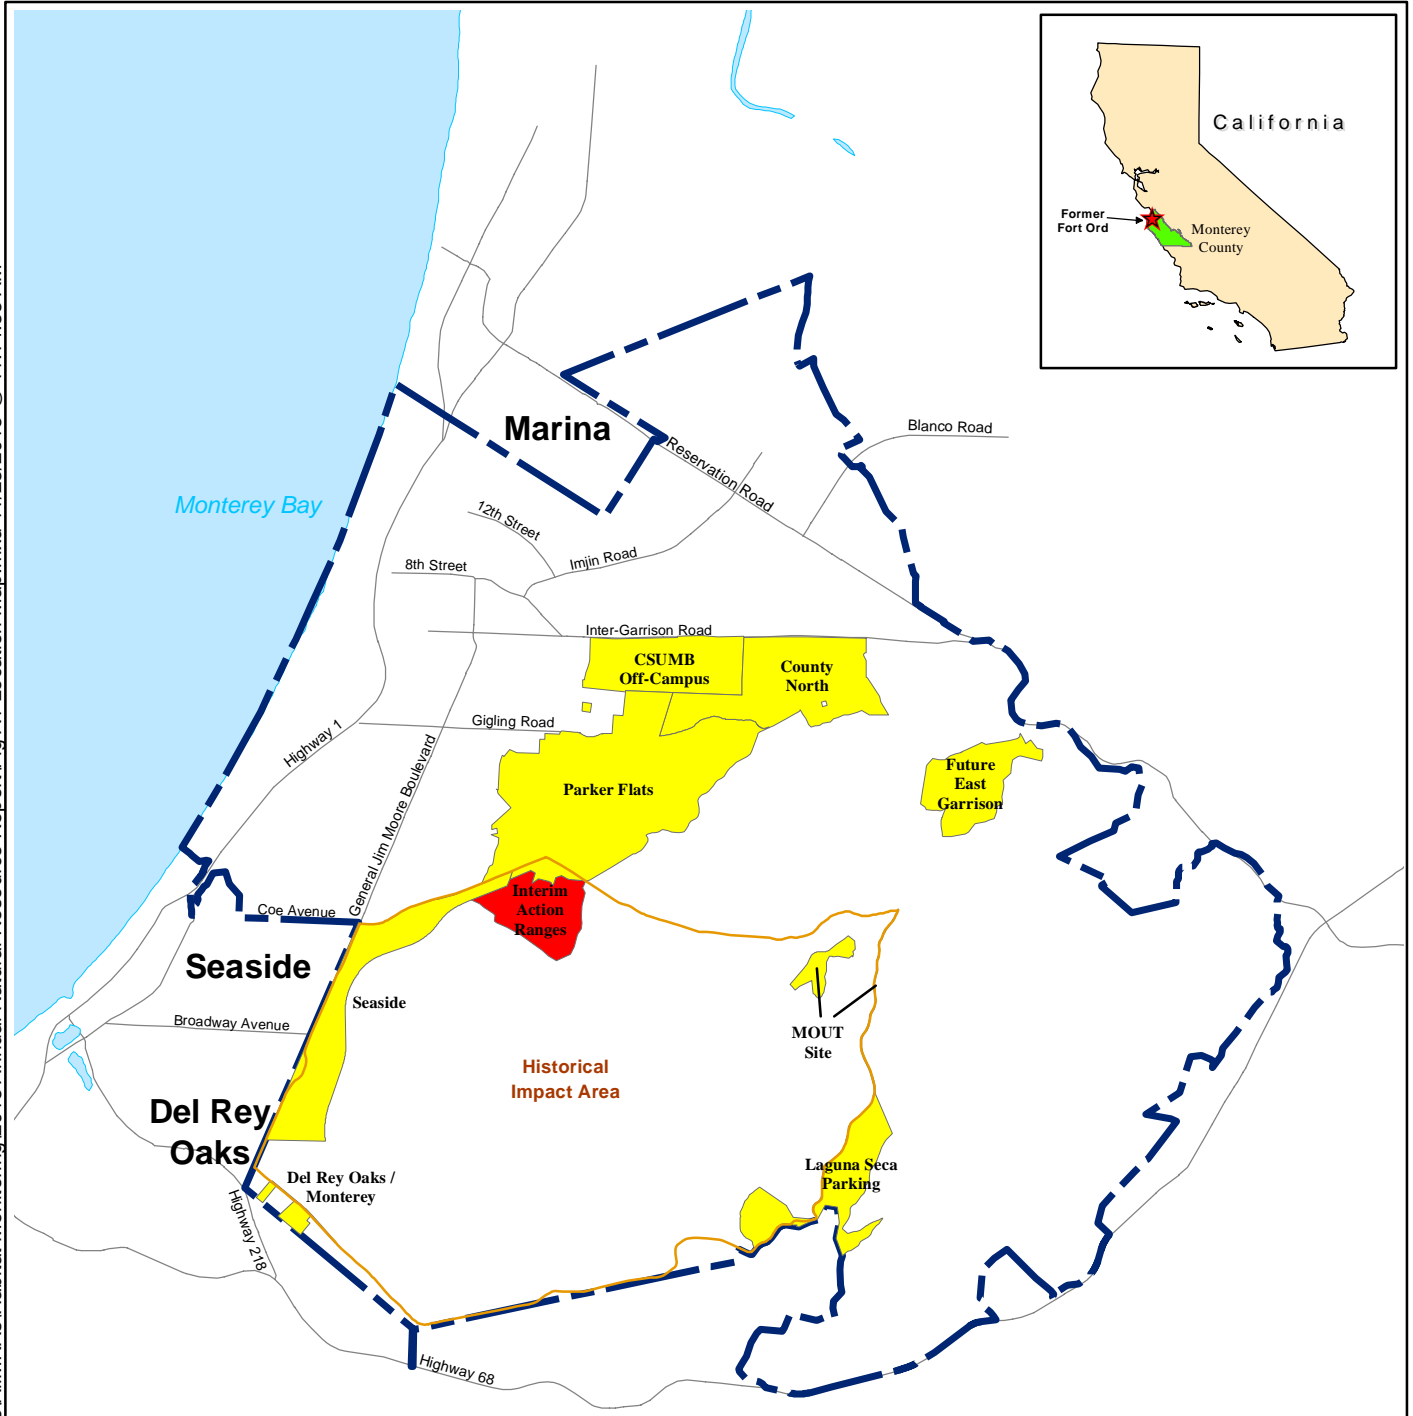 California
Former
Fort Ord
Monterey
County
Marina
Blanco Road
Reservation Road
Monterey Bay
12th Street
Imjin Road
8th Street
Inter-Garrison Road
CSUMB
Off-Campus
County
North
Gigling Road
Highway 1
General Jim Moore Boulevard
Parker Flats
Future
East
Garrison
Interim
Action
Ranges
Coe Avenue
Seaside
Seaside
Broadway Avenue
MOUT
Site
Historical
Impact Area
Del Rey
Oaks
Laguna Seca
Parking
Del Rey Oaks /
Monterey
Highway 218
Highway 68